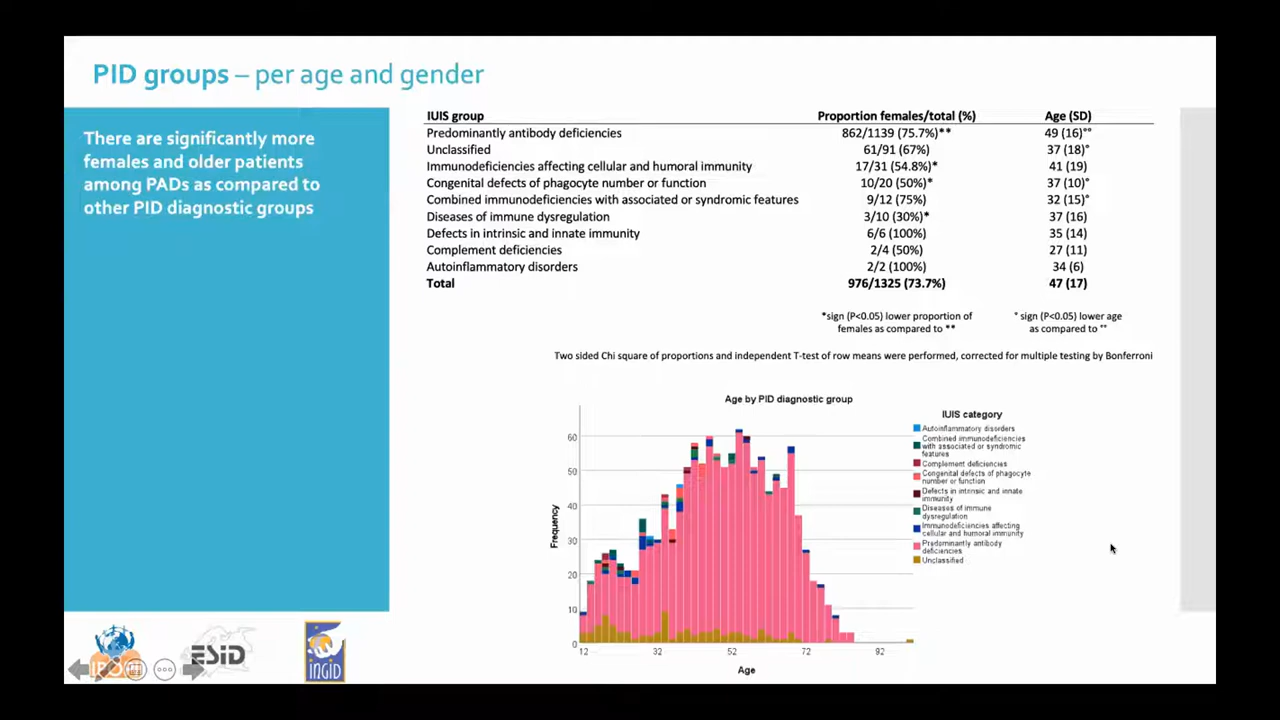 PID groups – per age and gender
There are significantly more
females and older patients
among PADs as compared to
other PID diagnostic groups
IUIS group Proportion females/total (%) Age (SD)
Predominantly antibody deficiencies 862/1139 (75.7%)** 49 (16)°°
Unclassified 61/91 (67%) 37 (18)°
Immunodeficiencies affecting cellular and humoral immunity 17/31 (54.8%)* 41 (19)
Congenital defects of phagocyte number or function 10/20 (50%)* 37 (10)°
Combined immunodeficiencies with associated or syndromic features 9/12 (75%) 32 (15)°
Diseases of immune dysregulation 3/10 (30%)* 37 (16)
Defects in intrinsic and innate immunity 6/6 (100%) 35 (14)
Complement deficiencies 2/4 (50%) 27 (11)
Autoinflammatory disorders 2/2 (100%) 34 (6)
Total 976/1325 (73.7%) 47 (17)
*sign (P<0.05) lower proportion of
females as compared to **
° sign (P<0.05) lower age
as compared to °°
Two sided Chi square of proportions and independent T-test of row means were performed, corrected for multiple testing by Bonferroni
Age by PID diagnostic group
Frequency
60
50
40
30
20
10
0
12 32 52 72 92
Age
IUIS category
Autoinflammatory disorders
Combined immunodeficiencies
with associated or syndromic
features
Complement deficiencies
Congenital defects of phagocyte
number or function
Defects in intrinsic and innate
immunity
Diseases of immune
dysregulation
Immunodeficiencies affecting
cellular and humoral immunity
Predominantly antibody
deficiencies
Unclassified
ESID
INGID